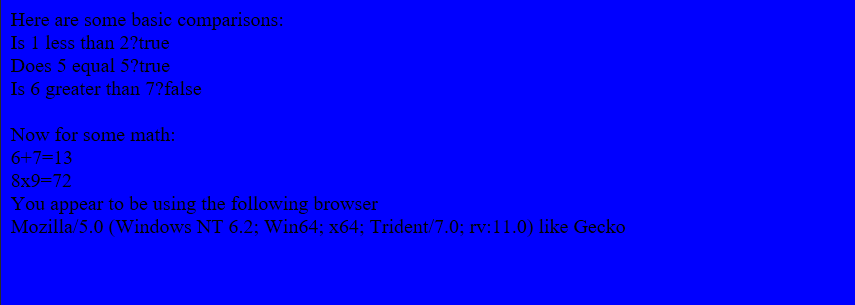 Here are some basic comparisons:
Is 1 less than 2?true
Does 5 equal 5?true
Is 6 greater than 7?false
Now for some math:
6+7=13
8x9=72
You appear to be using the following browser
Mozilla/5.0 (Windows NT 6.2; Win64; x64; Trident/7.0; rv:11.0) like Gecko